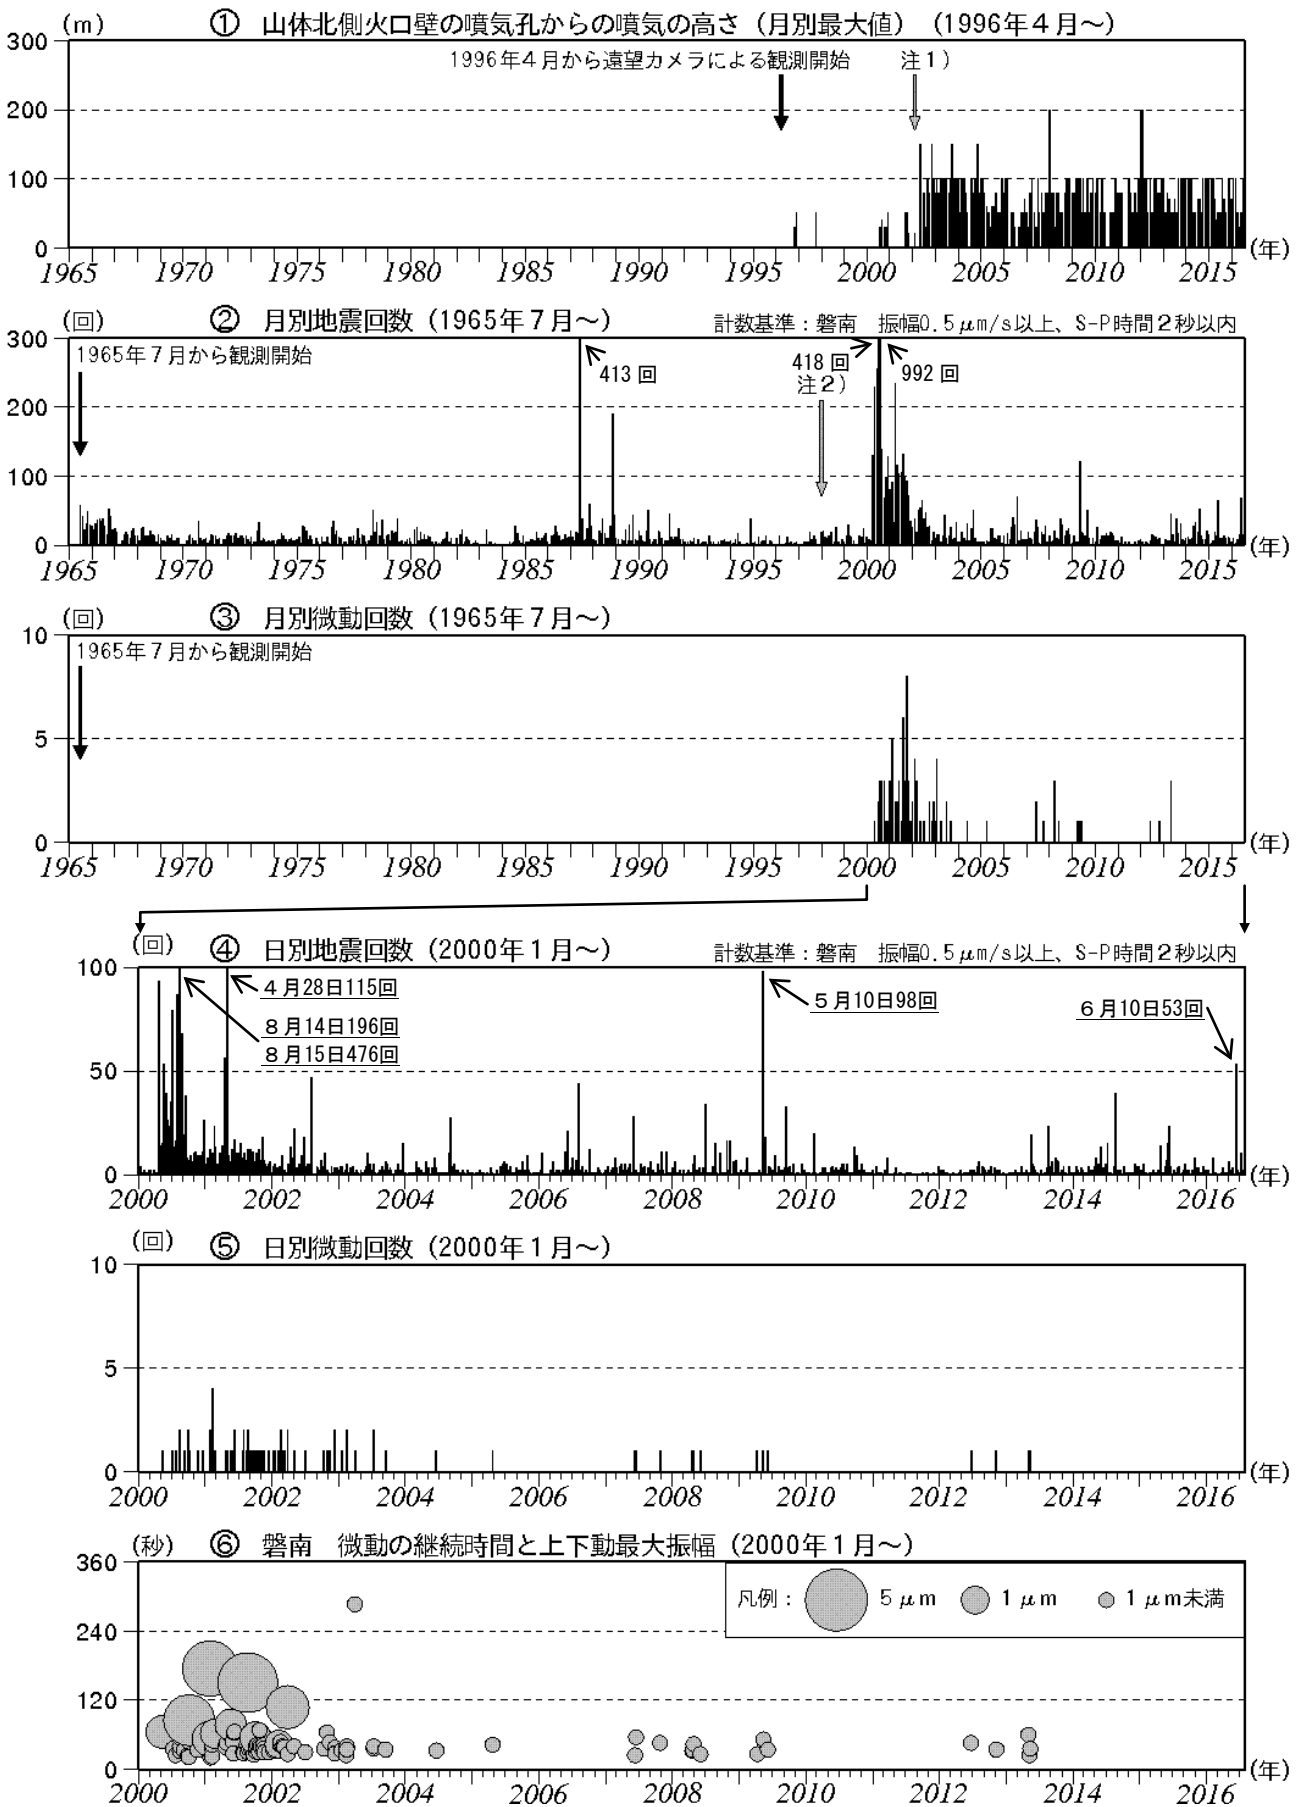 (m) ① 山体北側火口壁の噴気孔からの噴気の高さ（月別最大値）（1996年４月～）
300
1996年４月から遠望カメラによる観測開始 注１）
200
100
0
1965 1970 1975 1980 1985 1990 1995 2000 2005 2010 2015 (年)
(回) ② 月別地震回数（1965年７月～） 計数基準：磐南 振幅0.5μm/s以上、S-P時間２秒以内
300
1965年７月から観測開始
413 回
418 回
992 回
注２）
200
100
0
1965 1970 1975 1980 1985 1990 1995 2000 2005 2010 2015 (年)
(回) ③ 月別微動回数（1965年７月～）
10
1965年７月から観測開始
5
0
1965 1970 1975 1980 1985 1990 1995 2000 2005 2010 2015 (年)
(回) ④ 日別地震回数（2000年１月～） 計数基準：磐南 振幅0.5μm/s以上、S-P時間２秒以内
100
４月28日115回
５月10日98回
６月10日53回
８月14日196回
８月15日476回
50
0
2000 2002 2004 2006 2008 2010 2012 2014 2016 (年)
(回) ⑤ 日別微動回数（2000年１月～）
10
5
0
2000 2002 2004 2006 2008 2010 2012 2014 2016 (年)
(秒) ⑥ 磐南 微動の継続時間と上下動最大振幅（2000年１月～）
360
凡例： 5 μm 1 μm 1 μm未満
240
120
0
2000 2002 2004 2006 2008 2010 2012 2014 2016 (年)